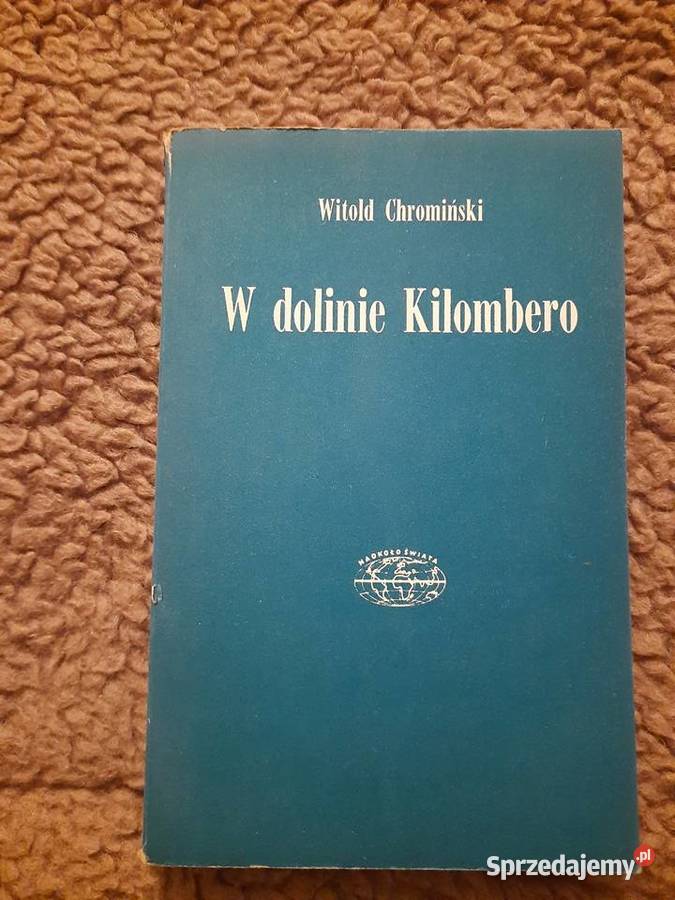 Witold Chromiński
W dolinie Kilombero
NAOKOŁO ŚWIATA
Sprzedajemy.pl